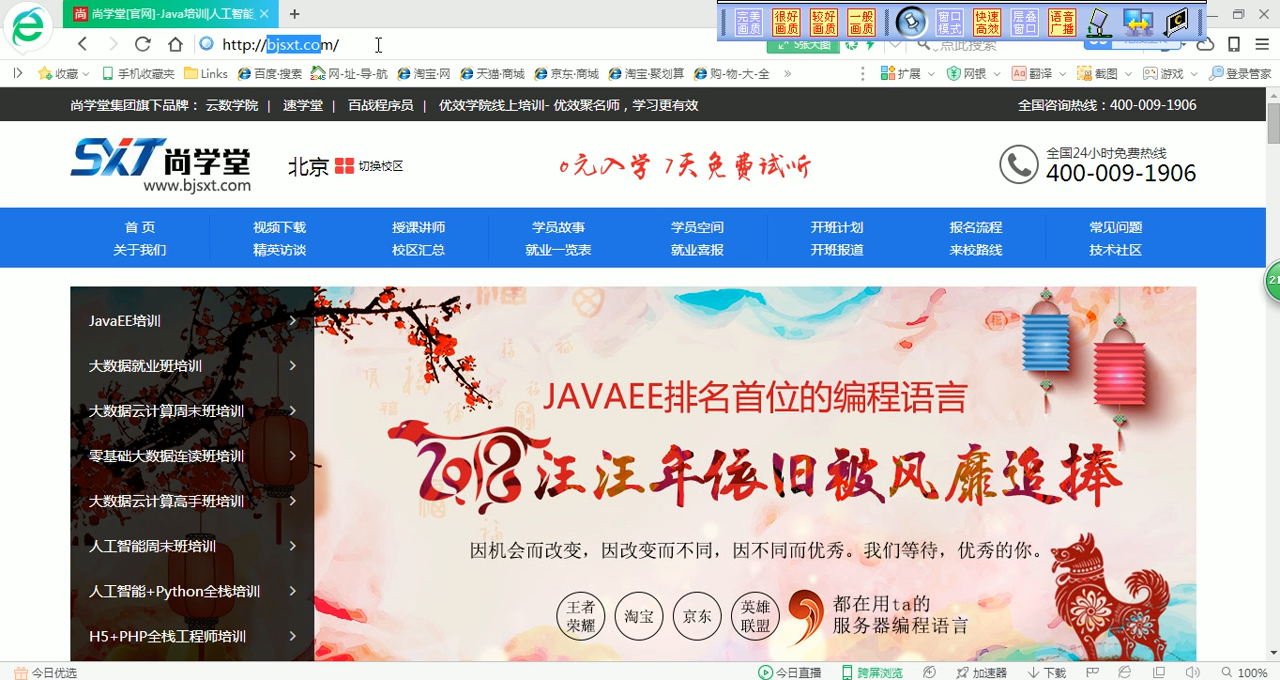 尚学堂[官网]-Java培训|人工智能
完美画质 很好画质 较好画质 一般画质 窗口模式 快速高效 层叠窗口 语音广播
http://bjsxt.com/
5张大图 点此搜索
收藏 手机收藏夹 Links 百度·搜索 网·址·导·航 淘宝·网 天猫·商城 京东·商城 淘宝·聚划算 购·物·大·全 » 扩展 网银 翻译 截图 游戏 登录管家
尚学堂集团旗下品牌： 云数学院 | 速学堂 | 百战程序员 | 优效学院线上培训- 优效聚名师，学习更有效
全国咨询热线：400-009-1906
SXT 尚学堂
www.bjsxt.com
北京 切换校区
0元入学 7天免费试听
全国24小时免费热线
400-009-1906
首 页 视频下载 授课讲师 学员故事 学员空间 开班计划 报名流程 常见问题
关于我们 精英访谈 校区汇总 就业一览表 就业喜报 开班报道 来校路线 技术社区
JavaEE培训
大数据就业班培训
大数据云计算周末班培训
零基础大数据连读班培训
大数据云计算高手班培训
人工智能周末班培训
人工智能+Python全栈培训
H5+PHP全栈工程师培训
JAVAEE排名首位的编程语言
2018汪汪年依旧被风靡追捧
因机会而改变，因改变而不同，因不同而优秀。我们等待，优秀的你。
王者荣耀 淘宝 京东 英雄联盟
都在用ta的
服务器编程语言
21
今日优选 今日直播 跨屏浏览 加速器 下载 100%